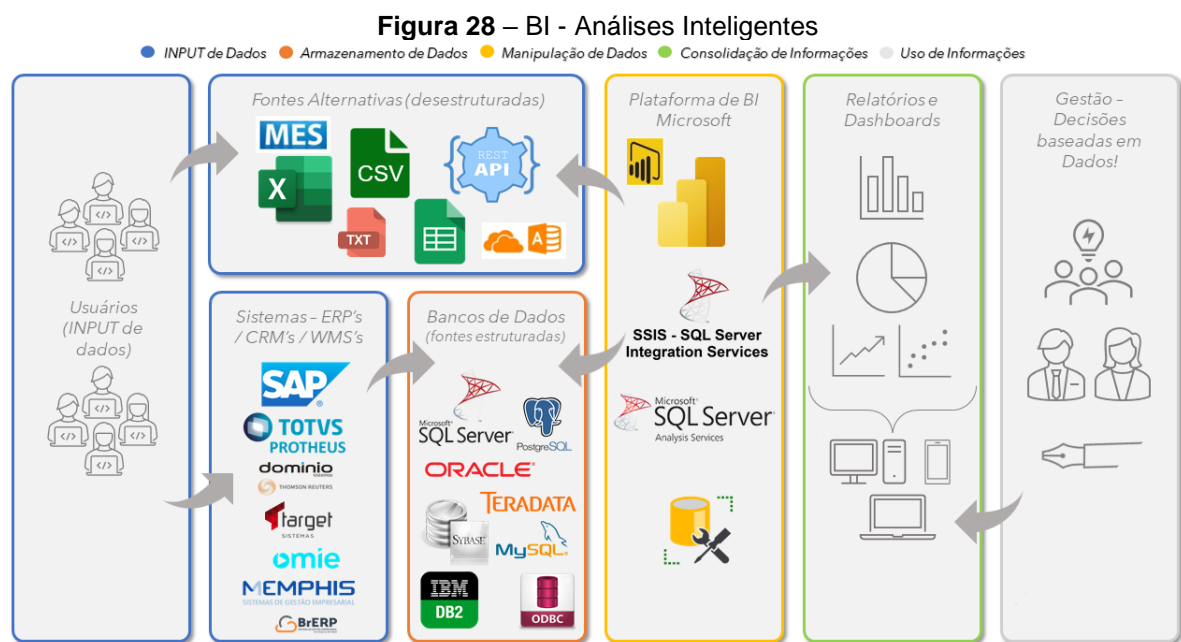 Figura 28 – BI - Análises Inteligentes
INPUT de Dados Armazenamento de Dados Manipulação de Dados Consolidação de Informações Uso de Informações
Usuários
(INPUT de
dados)
Fontes Alternativas (desestruturadas)
MES
X
CSV
REST
API
TXT
A
Sistemas – ERP's
/ CRM's / WMS's
SAP
TOTVS
PROTHEUS
domínio
SISTEMAS
THOMSON REUTERS
target
SISTEMAS
omie
MEMPHIS
SISTEMAS DE GESTÃO EMPRESARIAL
BrERP
Bancos de Dados
(fontes estruturadas)
Microsoft®
SQL Server®
PostgreSQL
ORACLE®
TERADATA
SYBASE®
MySQL®
IBM
DB2
ODBC
Plataforma de BI
Microsoft
SSIS - SQL Server
Integration Services
Microsoft®
SQL Server®
Analysis Services
Relatórios e
Dashboards
Gestão –
Decisões
baseadas em
Dados!